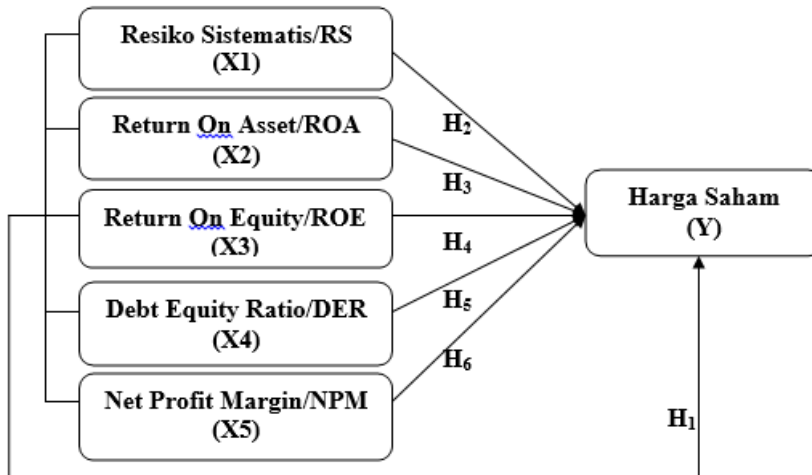 Resiko Sistematis/RS
(X1)
Return On Asset/ROA
(X2)
Return On Equity/ROE
(X3)
Debt Equity Ratio/DER
(X4)
Net Profit Margin/NPM
(X5)
H₂
H₃
H₄
H₅
H₆
Harga Saham
(Y)
H₁